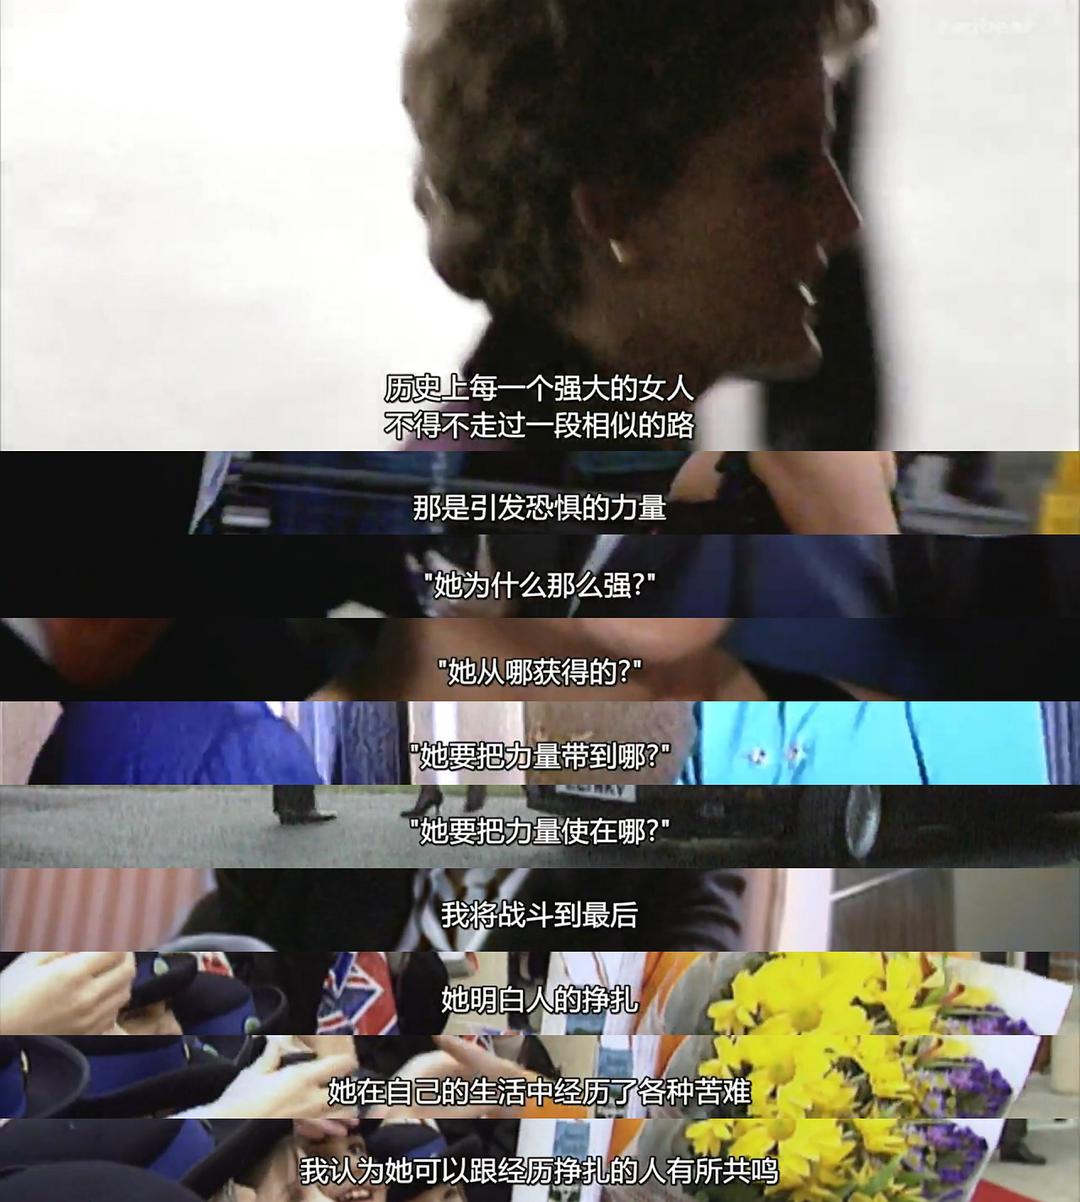 历史上每一个强大的女人
不得不走过一段相似的路
那是引发恐惧的力量
"她为什么那么强?"
"她从哪获得的?"
"她要把力量带到哪?"
"她要把力量使在哪?"
我将战斗到最后
她明白人的挣扎
她在自己的生活中经历了各种苦难
我认为她可以跟经历挣扎的人有所共鸣